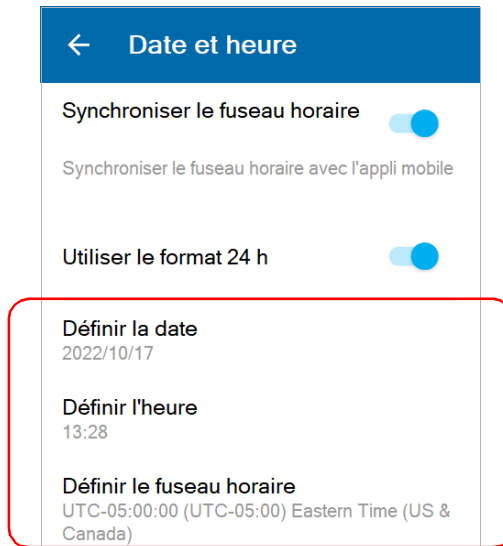 Date et heure
Synchroniser le fuseau horaire
Synchroniser le fuseau horaire avec l'appli mobile
Utiliser le format 24 h
Définir la date
2022/10/17
Définir l'heure
13:28
Définir le fuseau horaire
UTC-05:00:00 (UTC-05:00) Eastern Time (US &
Canada)